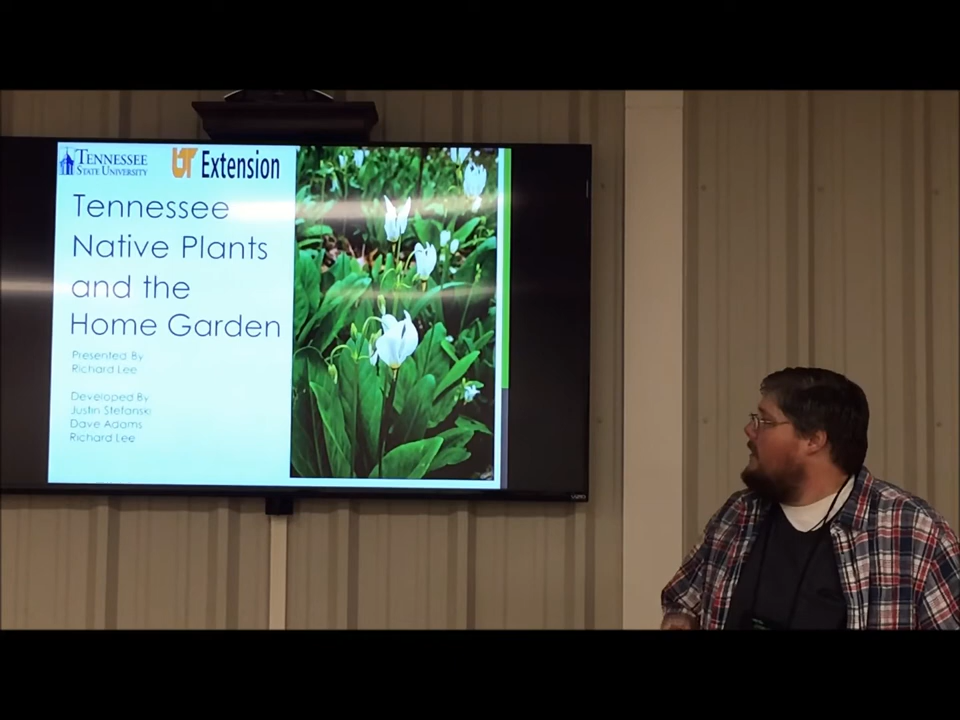 TENNESSEE
STATE UNIVERSITY
UT Extension
Tennessee
Native Plants
and the
Home Garden
Presented By
Richard Lee
Developed By
Justin Stefanski
Dave Adams
Richard Lee
VIZIO